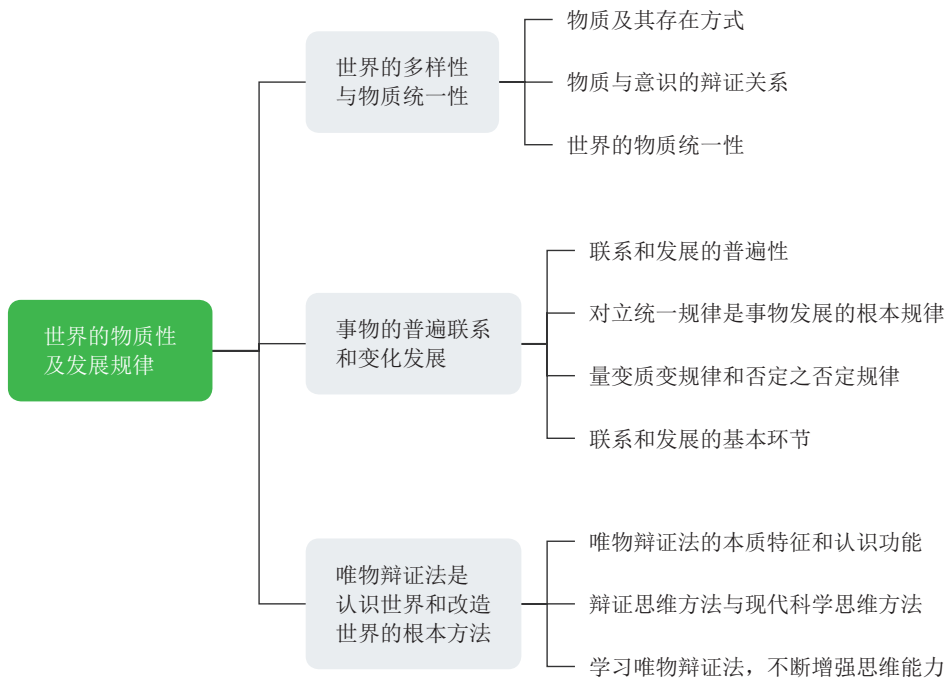 世界的物质性
及发展规律
世界的多样性
与物质统一性
物质及其存在方式
物质与意识的辩证关系
世界的物质统一性
事物的普遍联系
和变化发展
联系和发展的普遍性
对立统一规律是事物发展的根本规律
量变质变规律和否定之否定规律
联系和发展的基本环节
唯物辩证法是
认识世界和改造
世界的根本方法
唯物辩证法的本质特征和认识功能
辩证思维方法与现代科学思维方法
学习唯物辩证法，不断增强思维能力